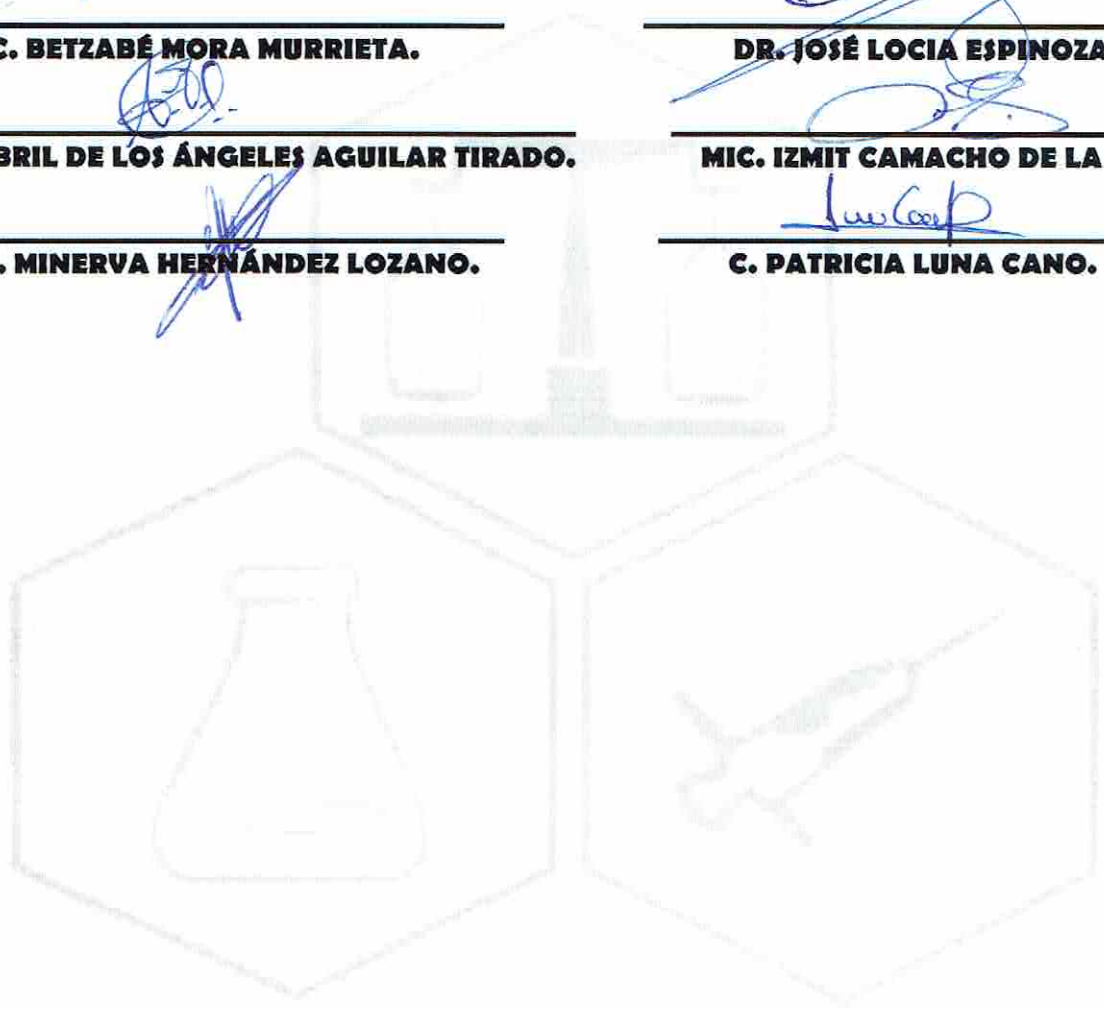 C. BETZABÉ MORA MURRIETA.
DR. JOSÉ LOCIA ESPINOZA
BRIL DE LOS ÁNGELES AGUILAR TIRADO.
MIC. IZMIT CAMACHO DE LA
. MINERVA HERNÁNDEZ LOZANO.
C. PATRICIA LUNA CANO.